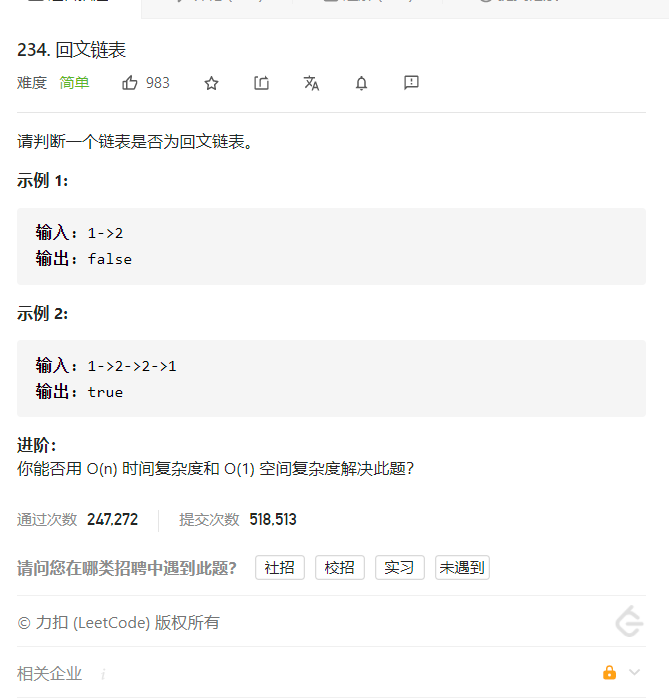 234. 回文链表
难度 简单 983
请判断一个链表是否为回文链表。
示例 1:
输入: 1->2
输出: false
示例 2:
输入: 1->2->2->1
输出: true
进阶：
你能否用 O(n) 时间复杂度和 O(1) 空间复杂度解决此题？
通过次数 247,272 提交次数 518,513
请问您在哪类招聘中遇到此题？ 社招 校招 实习 未遇到
© 力扣 (LeetCode) 版权所有
相关企业 i